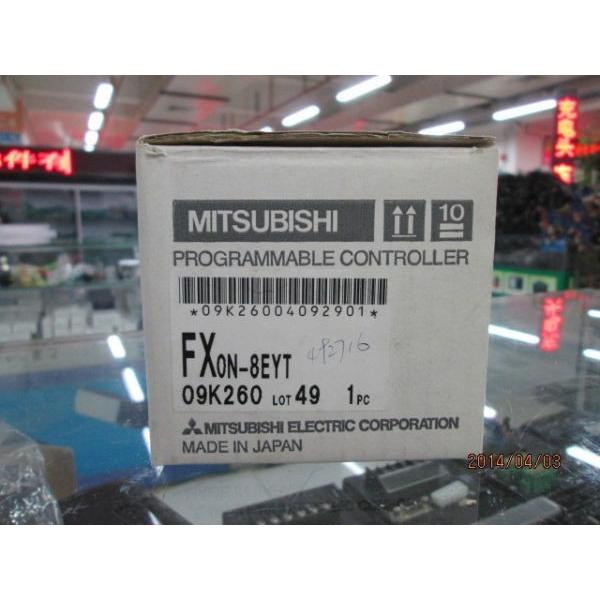 MITSUBISHI
10
PROGRAMMABLE CONTROLLER
*09K26004092901*
FX0N-8EYT
492716
09K260 LOT 49 1PC
MITSUBISHI ELECTRIC CORPORATION
MADE IN JAPAN
2014/04/03